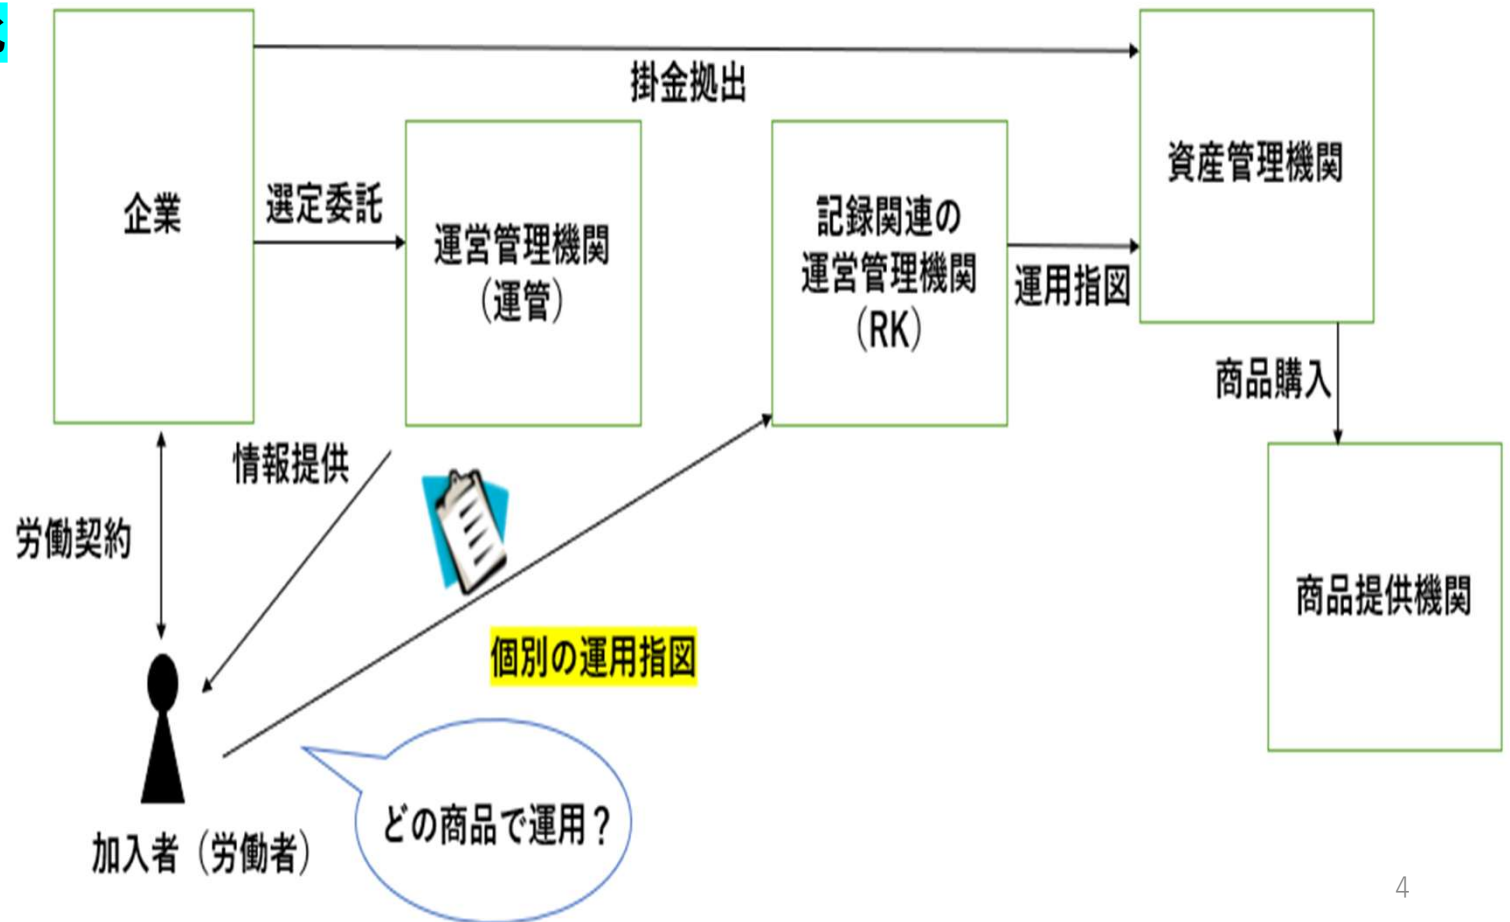 掛金拠出
企業
選定委託
運営管理機関
（運管）
記録関連の
運営管理機関
（RK）
運用指図
資産管理機関
商品購入
商品提供機関
情報提供
労働契約
個別の運用指図
どの商品で運用？
加入者（労働者）
4